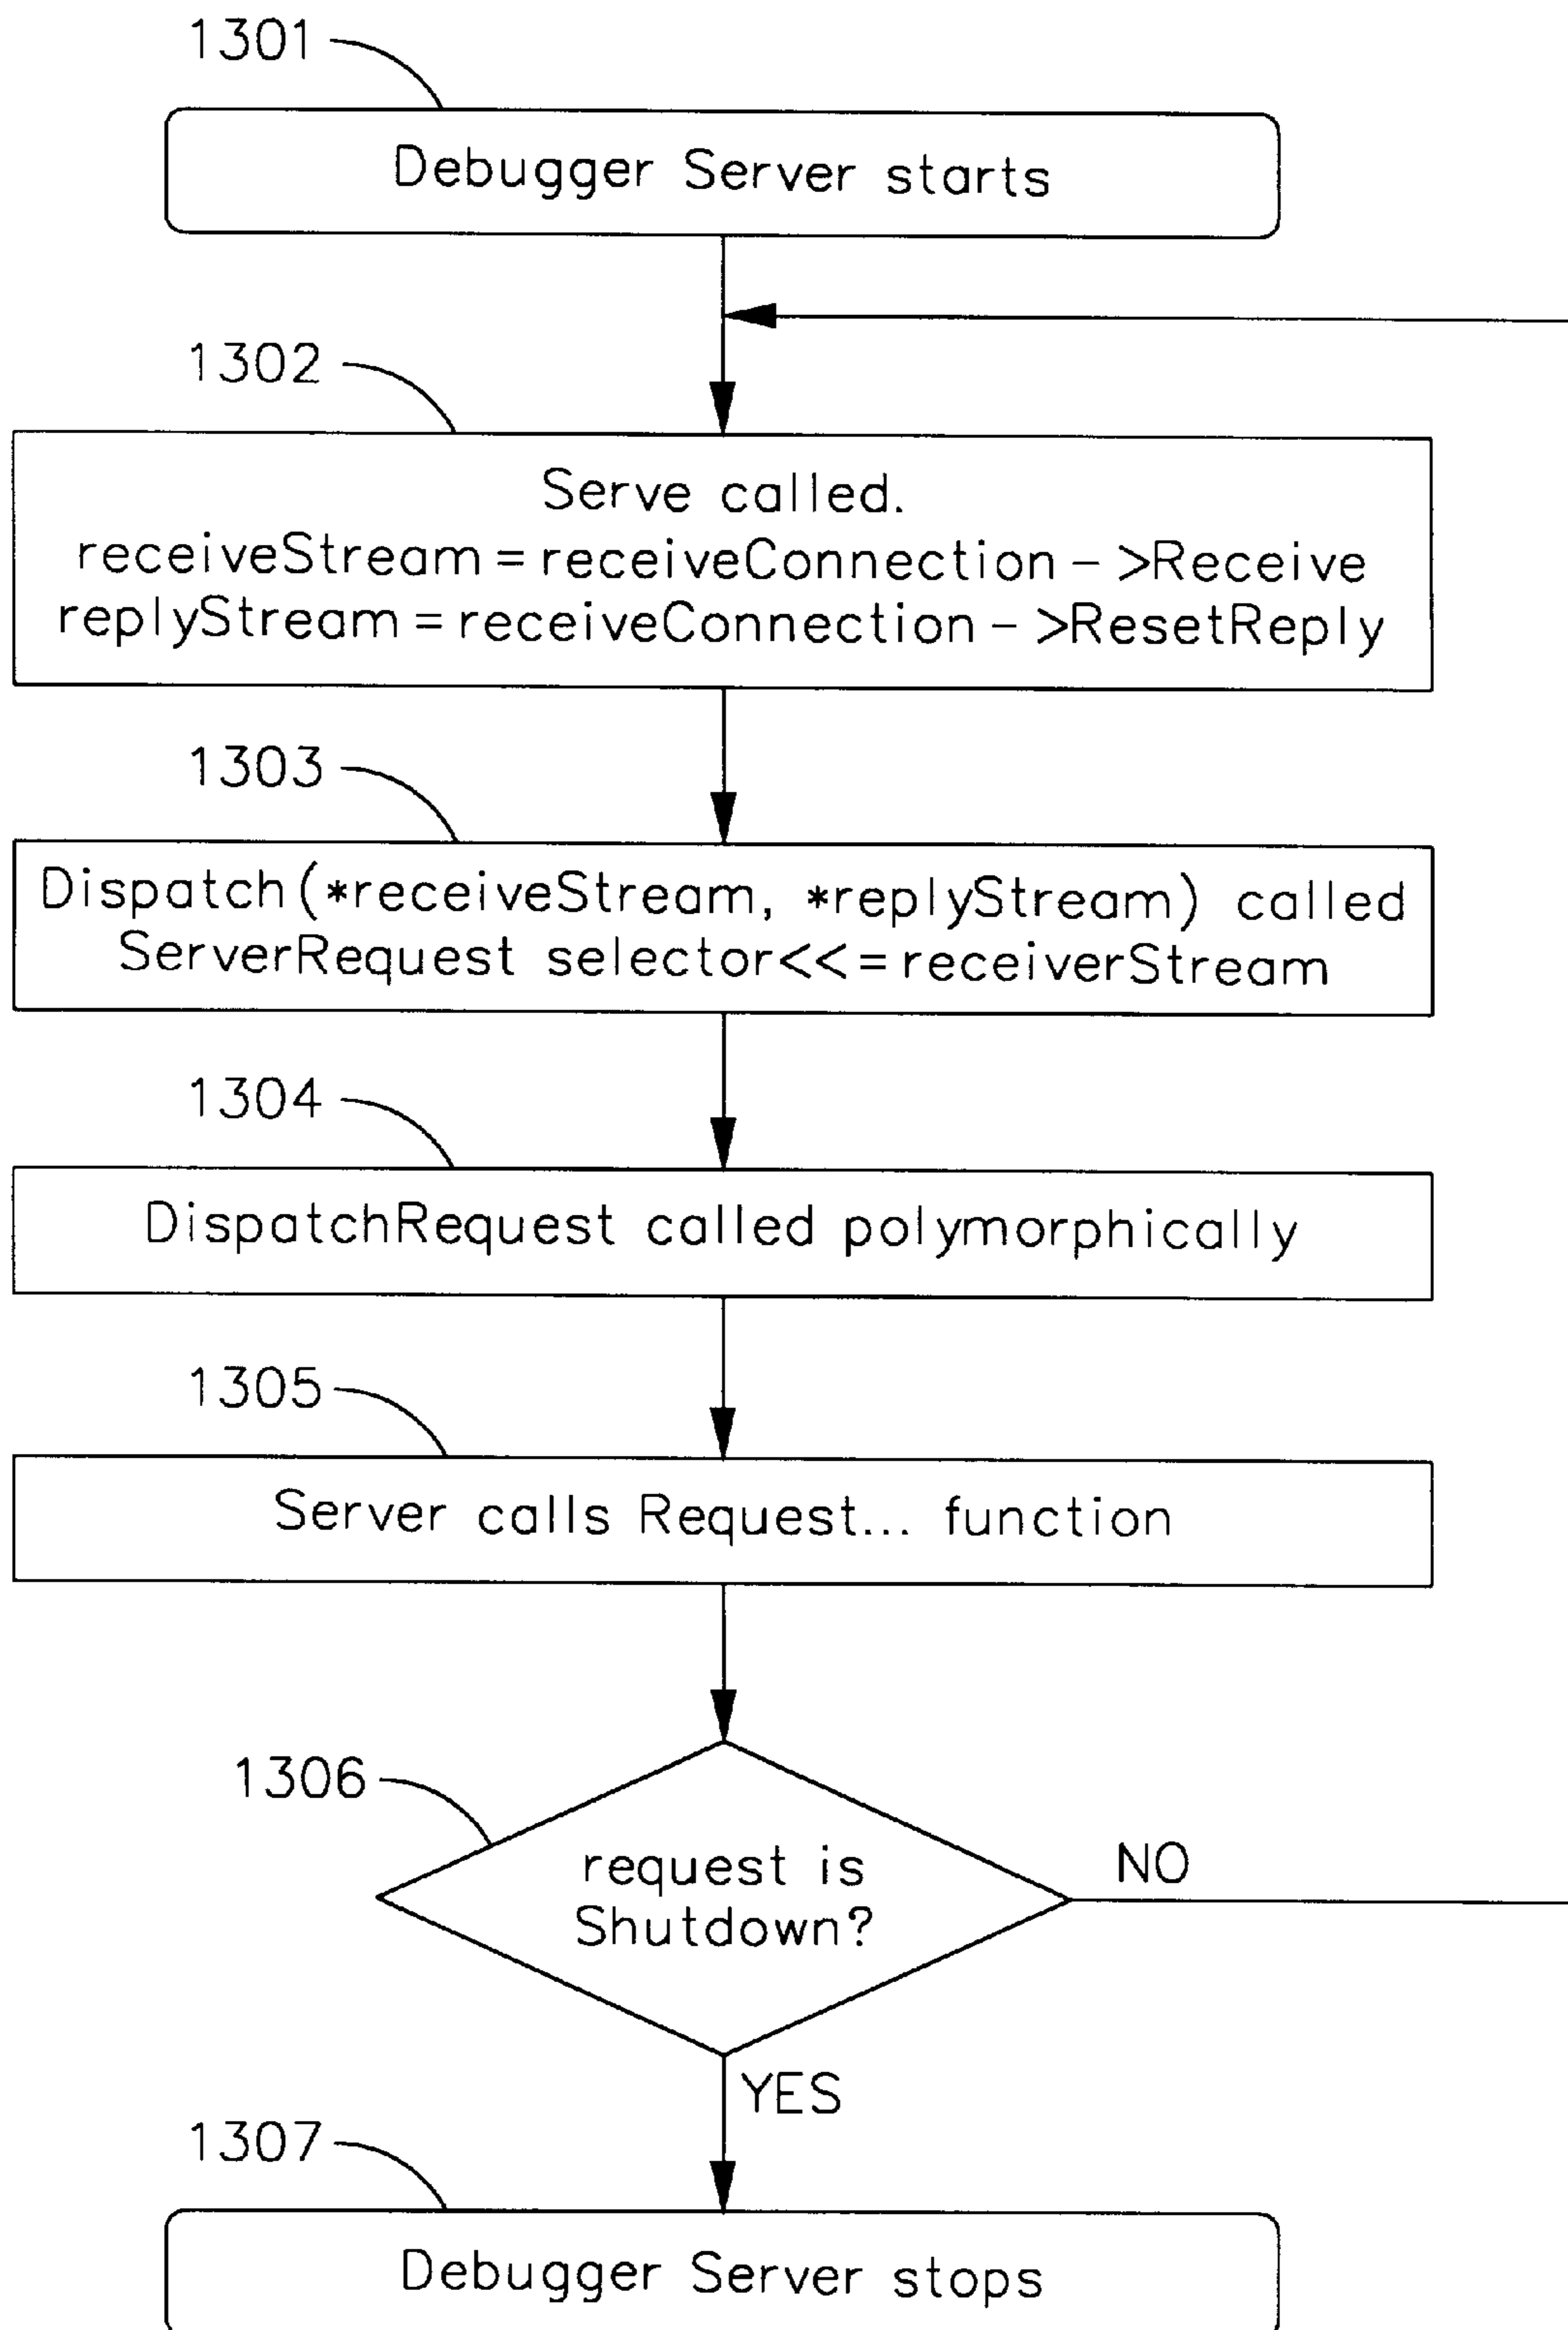 1301
Debugger Server starts
1302
Serve called.
receiveStream = receiveConnection - >Receive
replyStream = receiveConnection - >ResetReply
1303
Dispatch (*receiveStream, *replyStream) called
ServerRequest selector<<= receiverStream
1304
DispatchRequest called polymorphically
1305
Server calls Request... function
1306
request is
Shutdown?
NO
YES
1307
Debugger Server stops